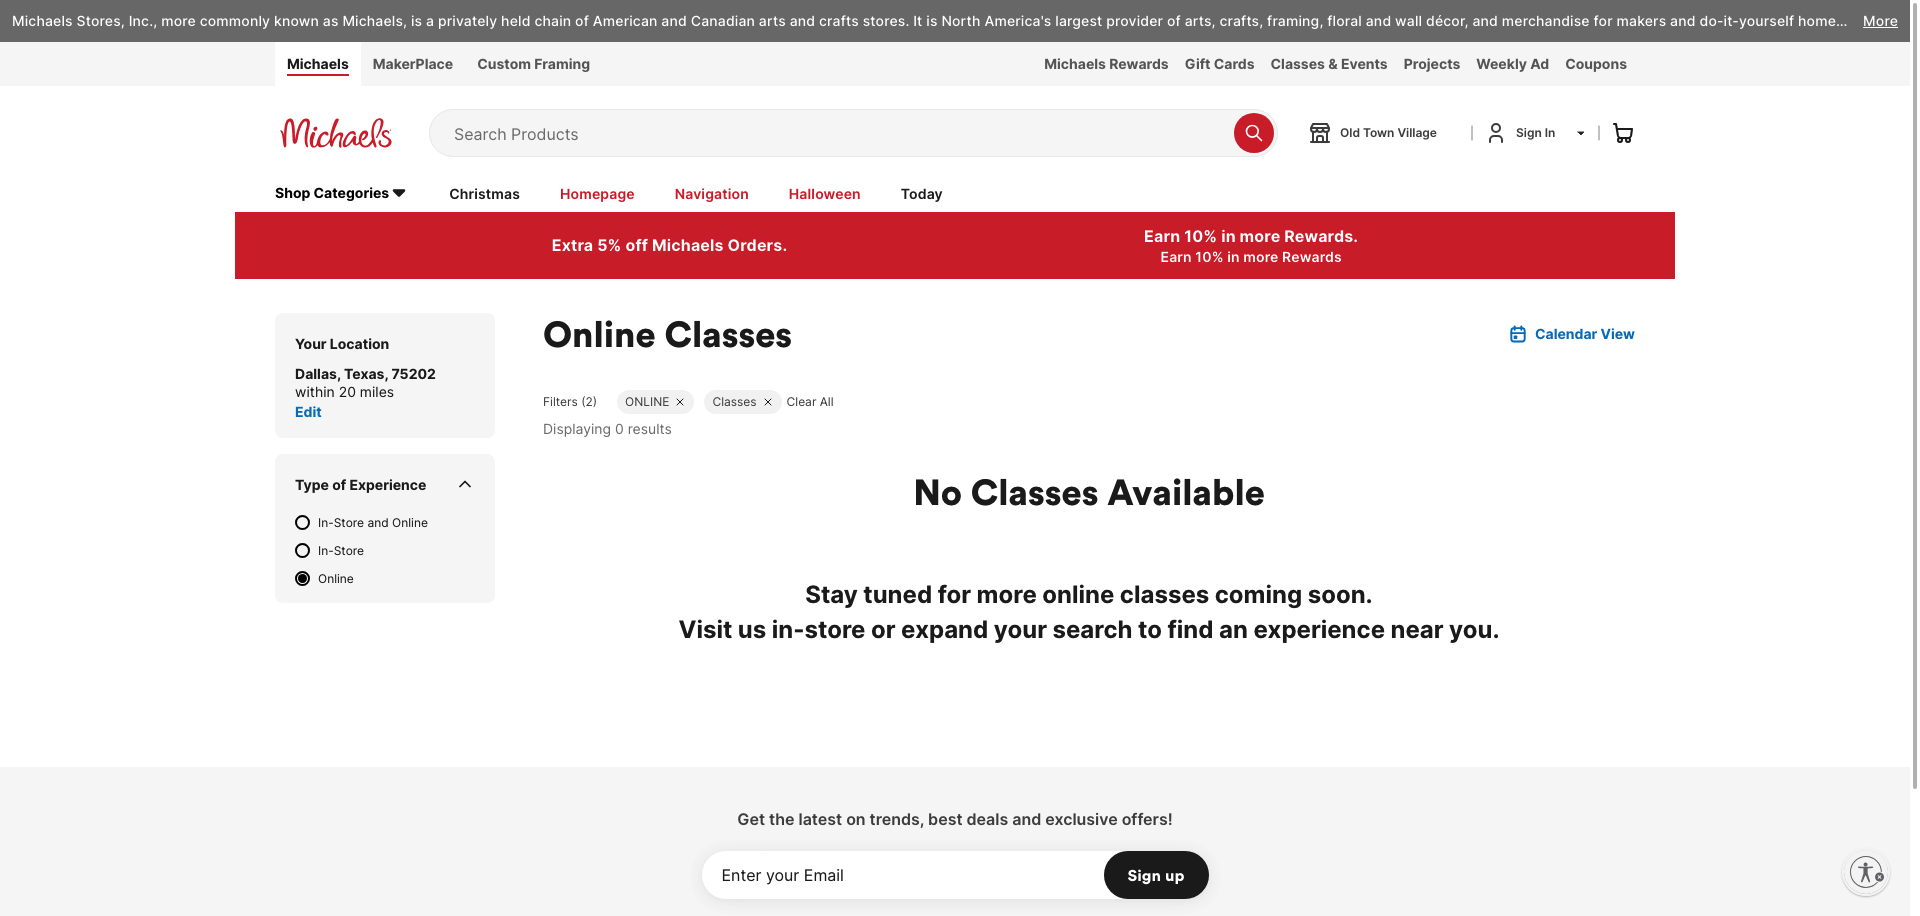 Michaels Stores, Inc., more commonly known as Michaels, is a privately held chain of American and Canadian arts and crafts stores. It is North America's largest provider of arts, crafts, framing, floral and wall décor, and merchandise for makers and do-it-yourself home... More
Michaels MakerPlace Custom Framing Michaels Rewards Gift Cards Classes & Events Projects Weekly Ad Coupons
Michaels Search Products Old Town Village Sign In
Shop Categories Christmas Homepage Navigation Halloween Today
Extra 5% off Michaels Orders.
Earn 10% in more Rewards.
Earn 10% in more Rewards
Your Location
Dallas, Texas, 75202
within 20 miles
Edit
Type of Experience
In-Store and Online
In-Store
Online
Online Classes
Calendar View
Filters (2) ONLINE Classes Clear All
Displaying 0 results
No Classes Available
Stay tuned for more online classes coming soon.
Visit us in-store or expand your search to find an experience near you.
Get the latest on trends, best deals and exclusive offers!
Enter your Email Sign up